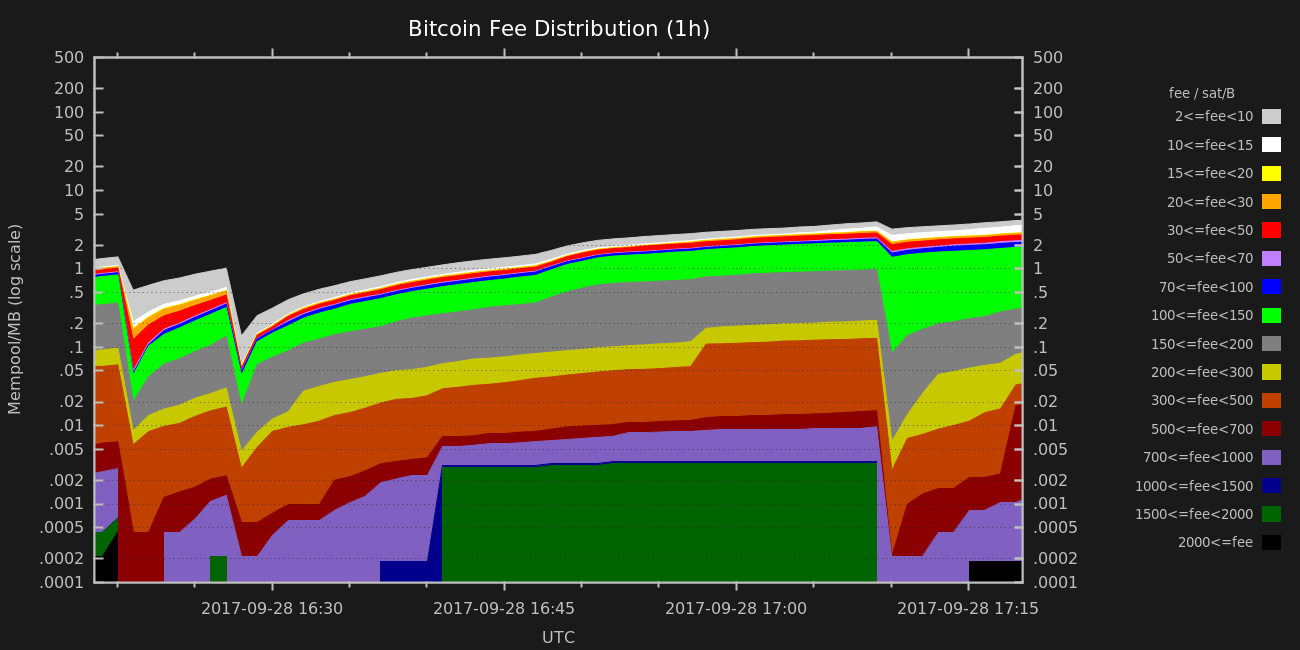 Bitcoin Fee Distribution (1h)
500
200
100
50
20
10
5
2
1
.5
.2
.1
.05
.02
.01
.005
.002
.001
.0005
.0002
.0001
Mempool/MB (log scale)
500
200
100
50
20
10
5
2
1
.5
.2
.1
.05
.02
.01
.005
.002
.001
.0005
.0002
.0001
2017-09-28 16:30
2017-09-28 16:45
2017-09-28 17:00
2017-09-28 17:15
UTC
fee / sat/B
2<=fee<10
10<=fee<15
15<=fee<20
20<=fee<30
30<=fee<50
50<=fee<70
70<=fee<100
100<=fee<150
150<=fee<200
200<=fee<300
300<=fee<500
500<=fee<700
700<=fee<1000
1000<=fee<1500
1500<=fee<2000
2000<=fee